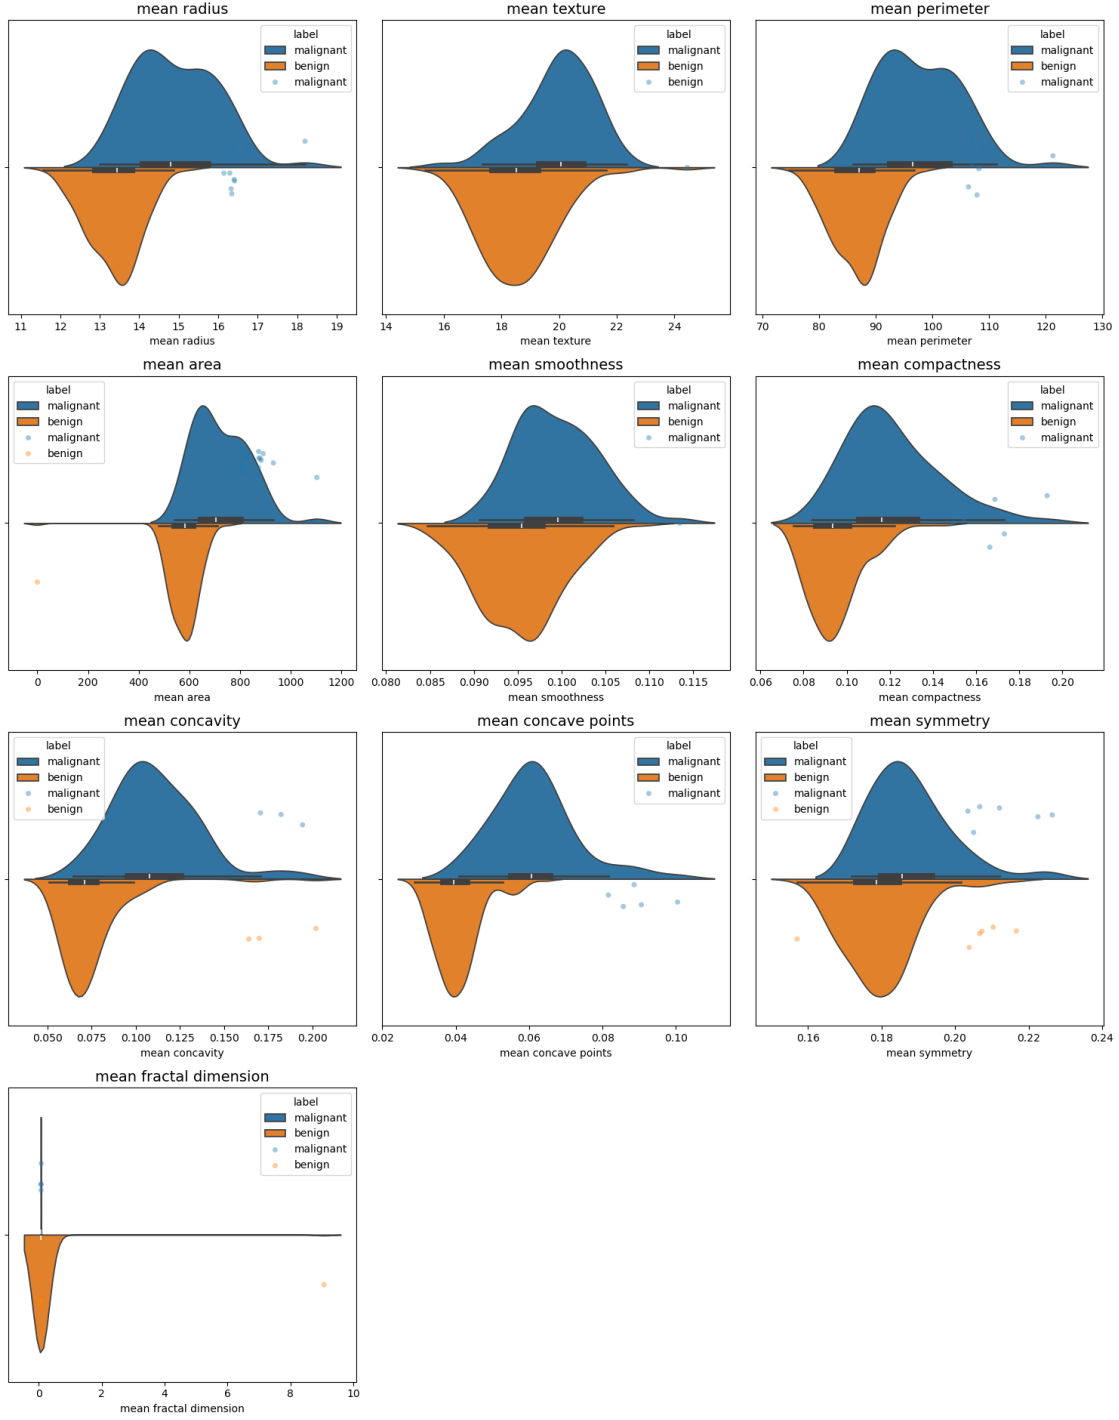 mean radius
label
malignant
benign
malignant
11 12 13 14 15 16 17 18 19
mean radius
mean texture
label
malignant
benign
benign
14 16 18 20 22 24 26
mean texture
mean perimeter
label
malignant
benign
malignant
70 80 90 100 110 120 130
mean perimeter
mean area
label
malignant
benign
malignant
benign
0 200 400 600 800 1000 1200
mean area
mean smoothness
label
malignant
benign
malignant
0.080 0.085 0.090 0.095 0.100 0.105 0.110 0.115
mean smoothness
mean compactness
label
malignant
benign
malignant
0.06 0.08 0.10 0.12 0.14 0.16 0.18 0.20
mean compactness
mean concavity
label
malignant
benign
malignant
benign
0.050 0.075 0.100 0.125 0.150 0.175 0.200
mean concavity
mean concave points
label
malignant
benign
malignant
0.02 0.04 0.06 0.08 0.10
mean concave points
mean symmetry
label
malignant
benign
malignant
benign
0.16 0.18 0.20 0.22 0.24
mean symmetry
mean fractal dimension
label
malignant
benign
malignant
benign
0 2 4 6 8 10
mean fractal dimension